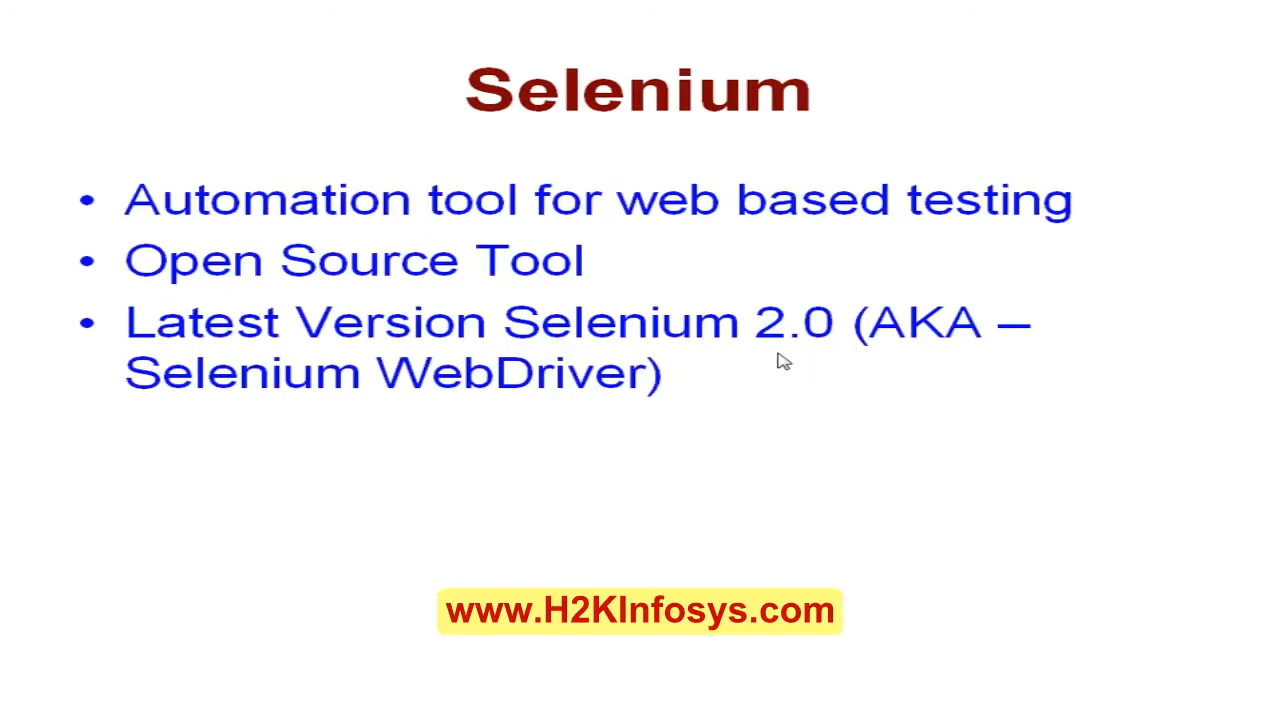 Selenium
• Automation tool for web based testing
• Open Source Tool
• Latest Version Selenium 2.0 (AKA –
Selenium WebDriver)
www.H2KInfosys.com